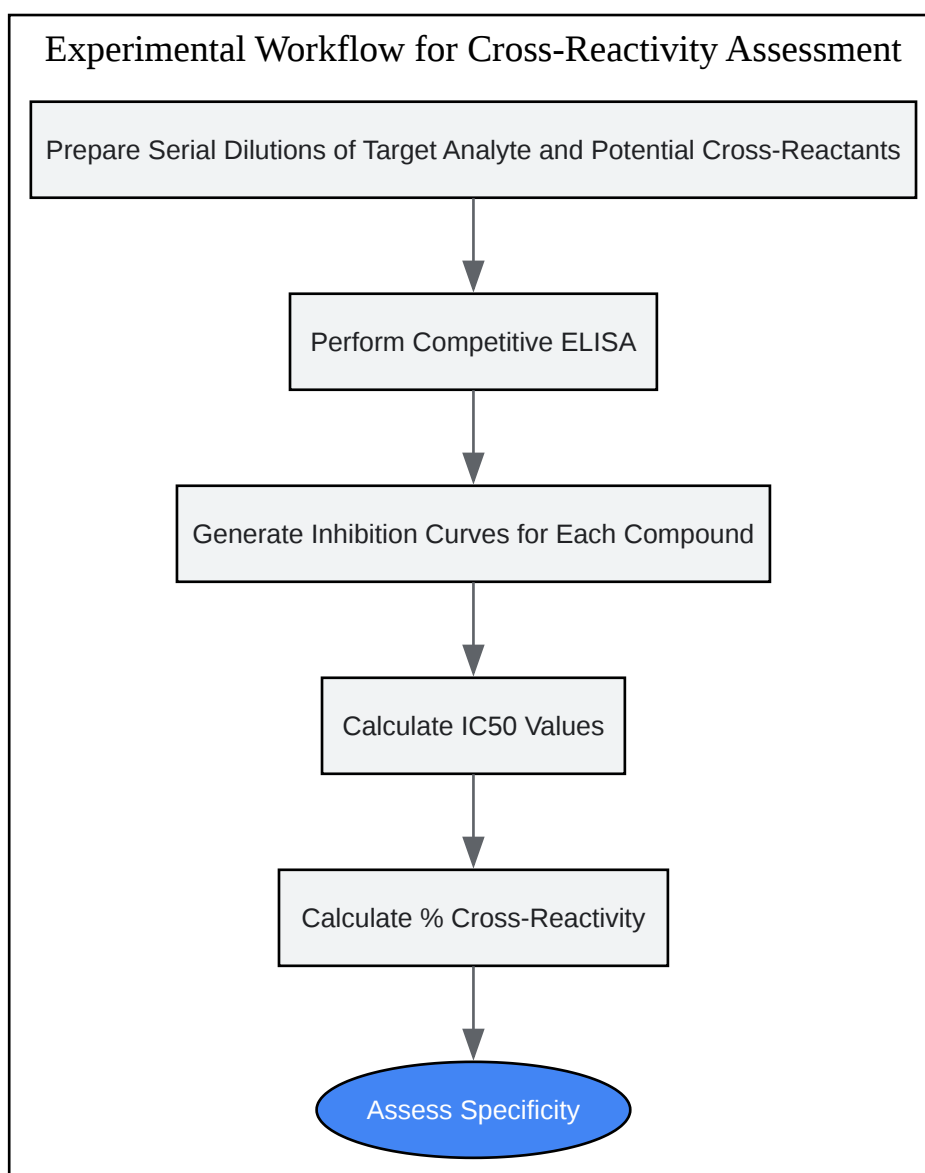 Experimental Workflow for Cross-Reactivity Assessment
Prepare Serial Dilutions of Target Analyte and Potential Cross-Reactants
Perform Competitive ELISA
Generate Inhibition Curves for Each Compound
Calculate IC50 Values
Calculate % Cross-Reactivity
Assess Specificity